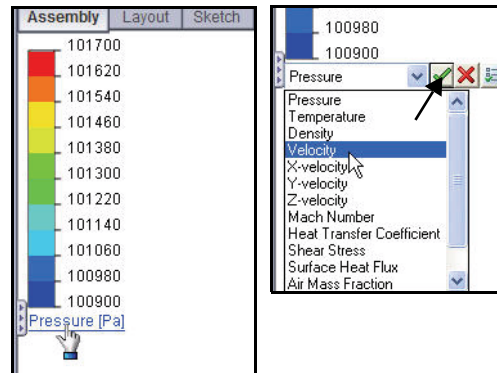 Assembly Layout Sketch
101700
101620
101540
101460
101380
101300
101220
101140
101060
100980
100900
Pressure [Pa]
100980
100900
Pressure
Pressure
Temperature
Density
Velocity
X-velocity
Y-velocity
Z-velocity
Mach Number
Heat Transfer Coefficient
Shear Stress
Surface Heat Flux
Air Mass Fraction